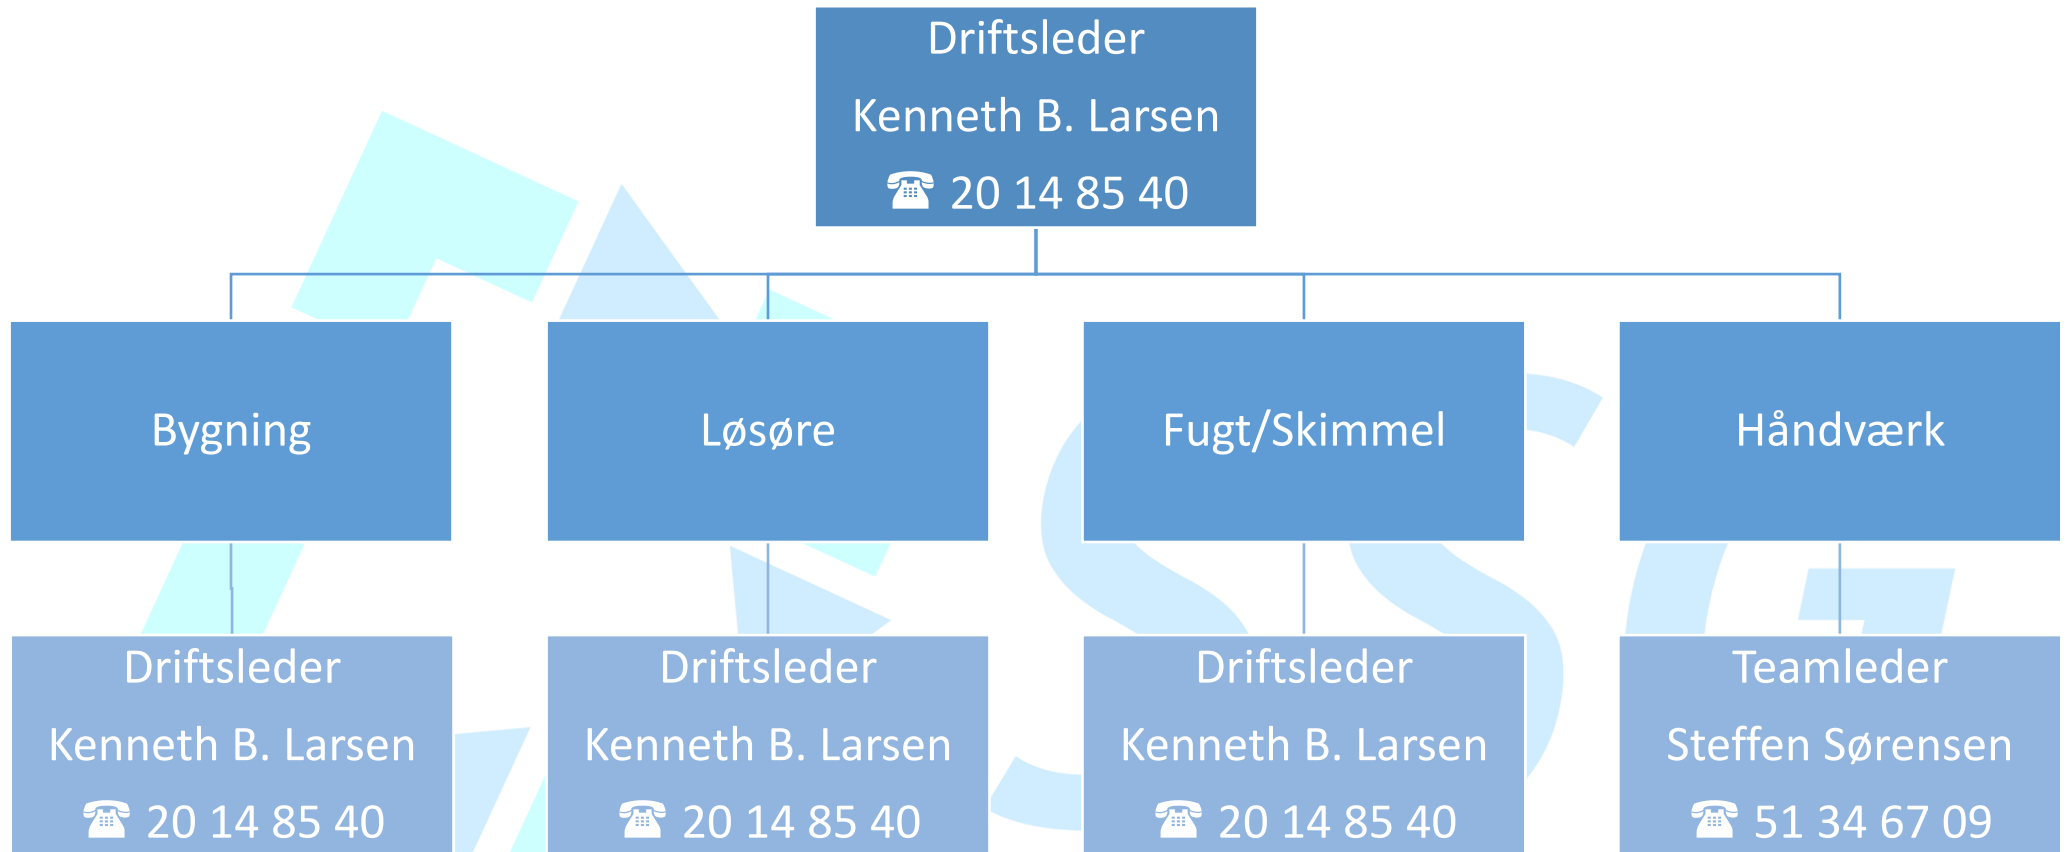 Driftsleder
Kenneth B. Larsen
☎ 20 14 85 40
Bygning
Løsøre
Fugt/Skimmel
Håndværk
Driftsleder
Kenneth B. Larsen
☎ 20 14 85 40
Driftsleder
Kenneth B. Larsen
☎ 20 14 85 40
Driftsleder
Kenneth B. Larsen
☎ 20 14 85 40
Teamleder
Steffen Sørensen
☎ 51 34 67 09
SSG